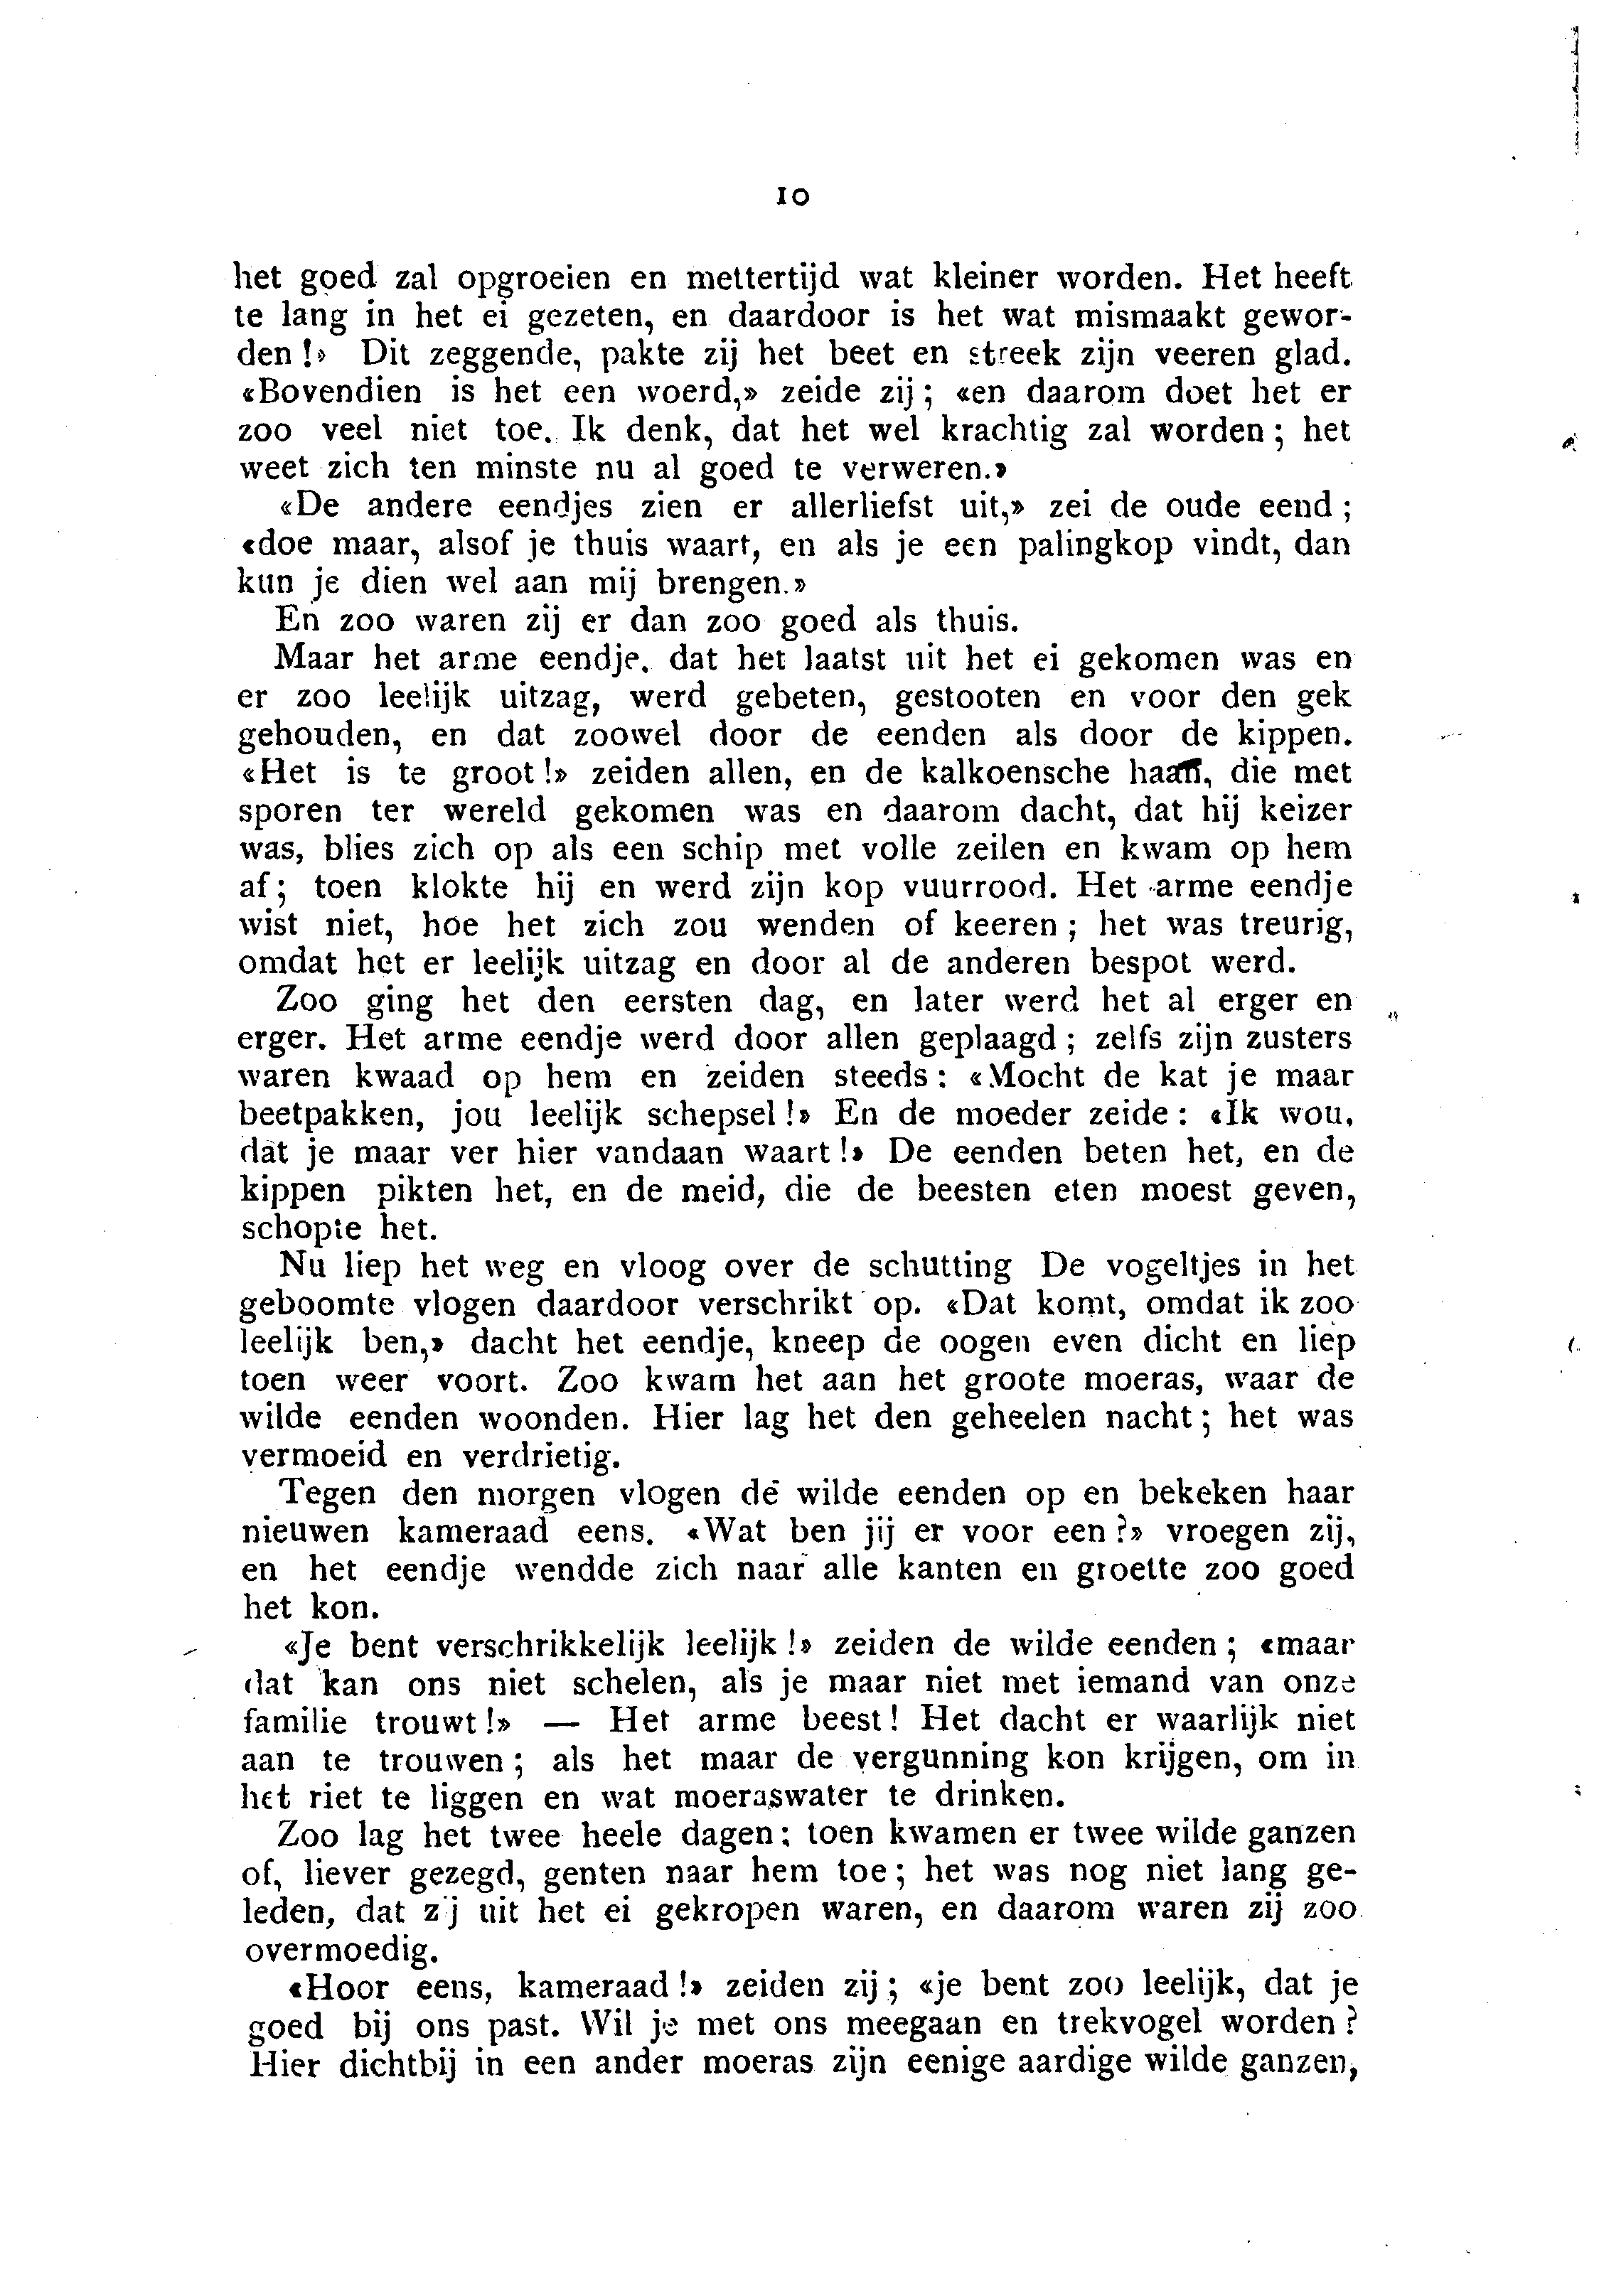 10
het goed zal opgroeien en mettertijd wat kleiner worden. Het heeft
te lang in het ei gezeten, en daardoor is het wat mismaakt gewor-
den!» Dit zeggende, pakte zij het beet en streek zijn veeren glad.
«Bovendien is het een woerd,» zeide zij; «en daarom doet het er
zoo veel niet toe. Ik denk, dat het wel krachtig zal worden; het
weet zich ten minste nu al goed te verweren.»
«De andere eendjes zien er allerliefst uit,» zei de oude eend;
«doe maar, alsof je thuis waart, en als je een palingkop vindt, dan
kun je dien wel aan mij brengen.»
En zoo waren zij er dan zoo goed als thuis.
Maar het arme eendje, dat het laatst uit het ei gekomen was en
er zoo leelijk uitzag, werd gebeten, gestooten en voor den gek
gehouden, en dat zoowel door de eenden als door de kippen.
«Het is te groot!» zeiden allen, en de kalkoensche haan, die met
sporen ter wereld gekomen was en daarom dacht, dat hij keizer
was, blies zich op als een schip met volle zeilen en kwam op hem
af; toen klokte hij en werd zijn kop vuurrood. Het arme eendje
wist niet, hoe het zich zou wenden of keeren; het was treurig,
omdat het er leelijk uitzag en door al de anderen bespot werd.
Zoo ging het den eersten dag, en later werd het al erger en
erger. Het arme eendje werd door allen geplaagd; zelfs zijn zusters
waren kwaad op hem en zeiden steeds: «Mocht de kat je maar
beetpakken, jou leelijk schepsel!» En de moeder zeide: «Ik wou,
dat je maar ver hier vandaan waart!» De eenden beten het, en de
kippen pikten het, en de meid, die de beesten eten moest geven,
schopte het.
Nu liep het weg en vloog over de schutting De vogeltjes in het
geboomte vlogen daardoor verschrikt op. «Dat komt, omdat ik zoo
leelijk ben,» dacht het eendje, kneep de oogen even dicht en liep
toen weer voort. Zoo kwam het aan het groote moeras, waar de
wilde eenden woonden. Hier lag het den geheelen nacht; het was
vermoeid en verdrietig.
Tegen den morgen vlogen de wilde eenden op en bekeken haar
nieuwen kameraad eens. «Wat ben jij er voor een?» vroegen zij,
en het eendje wendde zich naar alle kanten en groette zoo goed
het kon.
«Je bent verschrikkelijk leelijk!» zeiden de wilde eenden; «maar
dat kan ons niet schelen, als je maar niet met iemand van onze
familie trouwt!» — Het arme beest! Het dacht er waarlijk niet
aan te trouwen; als het maar de vergunning kon krijgen, om in
het riet te liggen en wat moeraswater te drinken.
Zoo lag het twee heele dagen; toen kwamen er twee wilde ganzen
of, liever gezegd, genten naar hem toe; het was nog niet lang ge-
leden, dat zij uit het ei gekropen waren, en daarom waren zij zoo
overmoedig.
«Hoor eens, kameraad!» zeiden zij; «je bent zoo leelijk, dat je
goed bij ons past. Wil je met ons meegaan en trekvogel worden?
Hier dichtbij in een ander moeras zijn eenige aardige wilde ganzen,